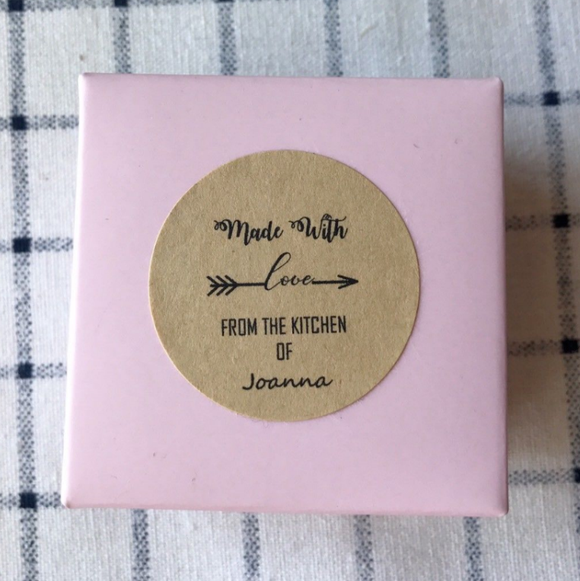 Made With
love
FROM THE KITCHEN
OF
Joanna